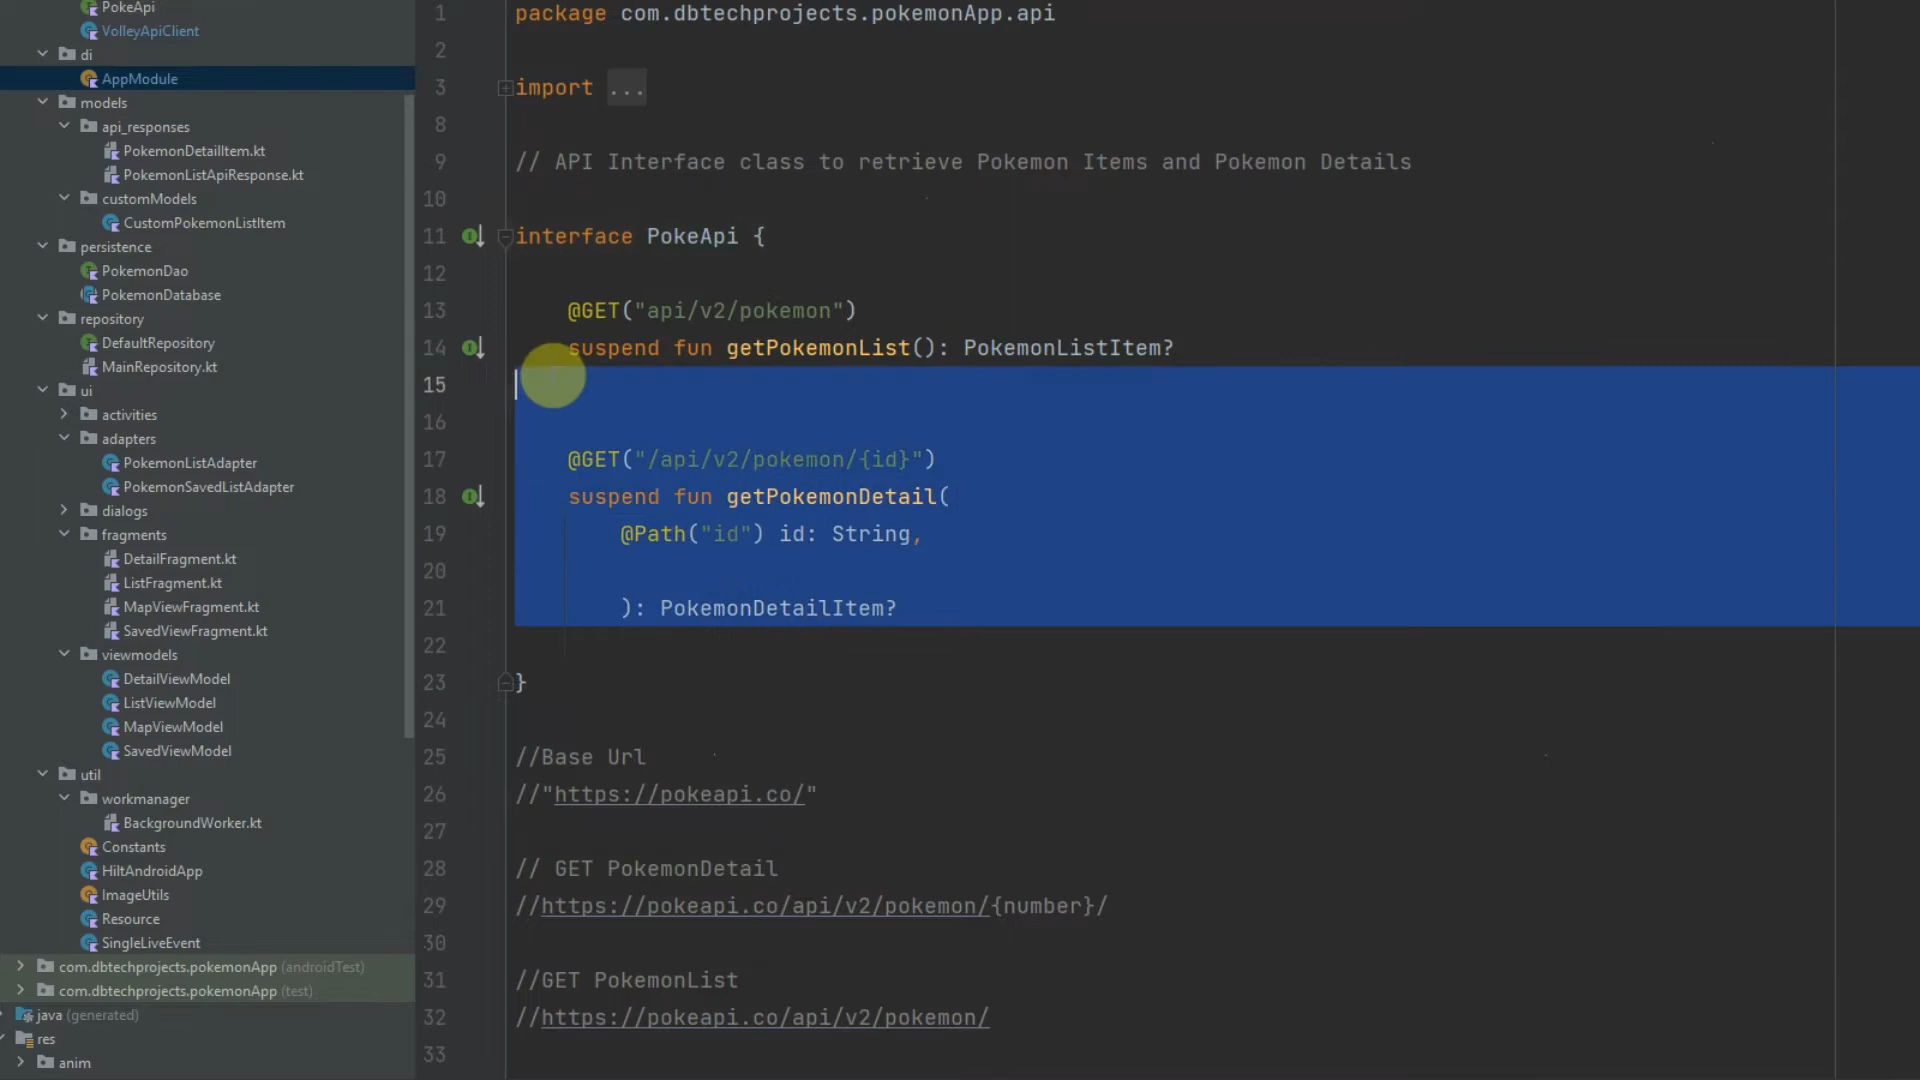 PokeApi
VolleyApiClient
di
AppModule
models
api_responses
PokemonDetailItem.kt
PokemonListApiResponse.kt
customModels
CustomPokemonListItem
persistence
PokemonDao
PokemonDatabase
repository
DefaultRepository
MainRepository.kt
ui
activities
adapters
PokemonListAdapter
PokemonSavedListAdapter
dialogs
fragments
DetailFragment.kt
ListFragment.kt
MapViewFragment.kt
SavedViewFragment.kt
viewmodels
DetailViewModel
ListViewModel
MapViewModel
SavedViewModel
util
workmanager
BackgroundWorker.kt
Constants
HiltAndroidApp
ImageUtils
Resource
SingleLiveEvent
com.dbtechprojects.pokemonApp (androidTest)
com.dbtechprojects.pokemonApp (test)
java (generated)
res
anim
1 package com.dbtechprojects.pokemonApp.api
2
3 import ...
8
9 // API Interface class to retrieve Pokemon Items and Pokemon Details
10
11 interface PokeApi {
12
13 @GET("api/v2/pokemon")
14 suspend fun getPokemonList(): PokemonListItem?
15
16
17 @GET("/api/v2/pokemon/{id}")
18 suspend fun getPokemonDetail(
19 @Path("id") id: String,
20
21 ): PokemonDetailItem?
22
23 }
24
25 //Base Url
26 //"https://pokeapi.co/"
27
28 // GET PokemonDetail
29 //https://pokeapi.co/api/v2/pokemon/{number}/
30
31 //GET PokemonList
32 //https://pokeapi.co/api/v2/pokemon/
33